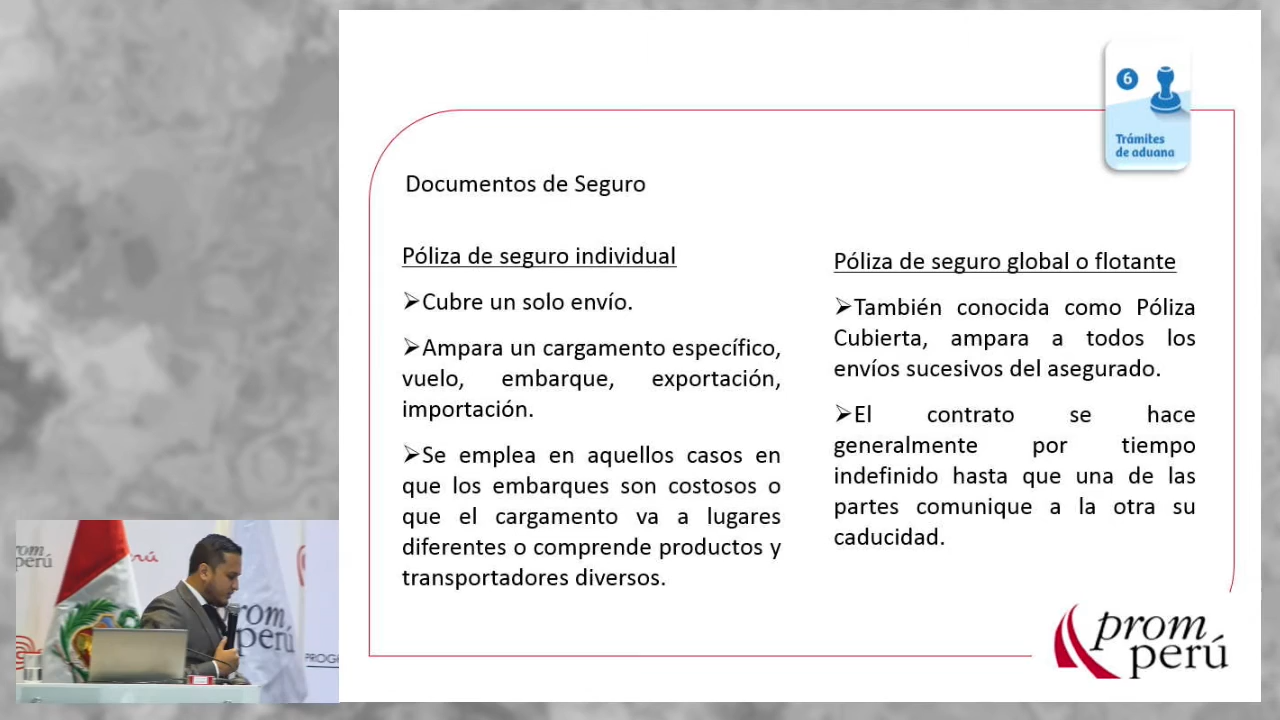 6
Trámites
de aduana
Documentos de Seguro
Póliza de seguro individual
➢Cubre un solo envío.
➢Ampara un cargamento específico,
vuelo, embarque, exportación,
importación.
➢Se emplea en aquellos casos en
que los embarques son costosos o
que el cargamento va a lugares
diferentes o comprende productos y
transportadores diversos.
Póliza de seguro global o flotante
➢También conocida como Póliza
Cubierta, ampara a todos los
envíos sucesivos del asegurado.
➢El contrato se hace
generalmente por tiempo
indefinido hasta que una de las
partes comunique a la otra su
caducidad.
prom
perú
prom
perú